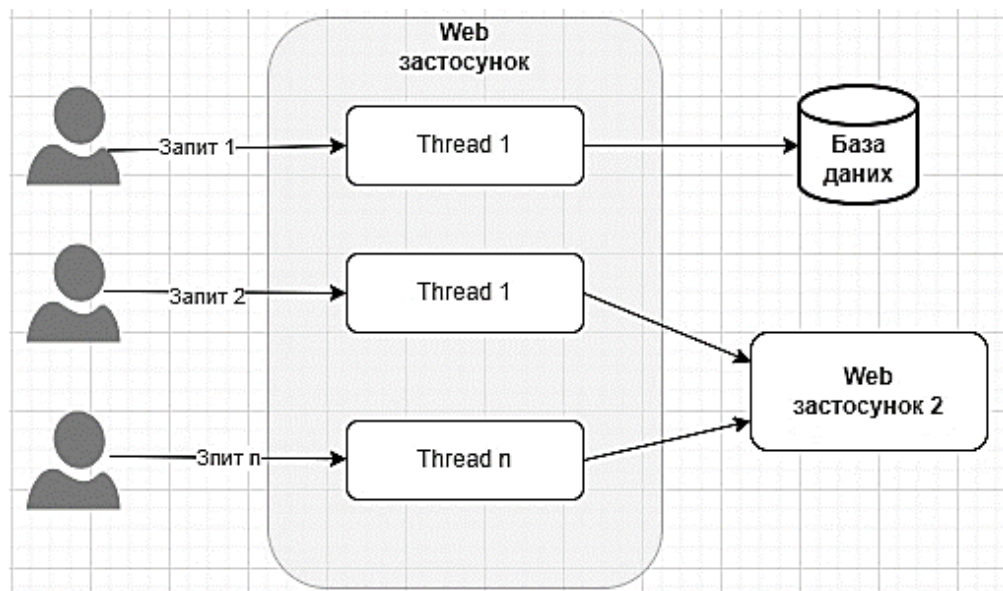 Web
застосунок
Запит 1
Thread 1
База
даних
Запит 2
Thread 1
Web
застосунок 2
Зпит n
Thread n